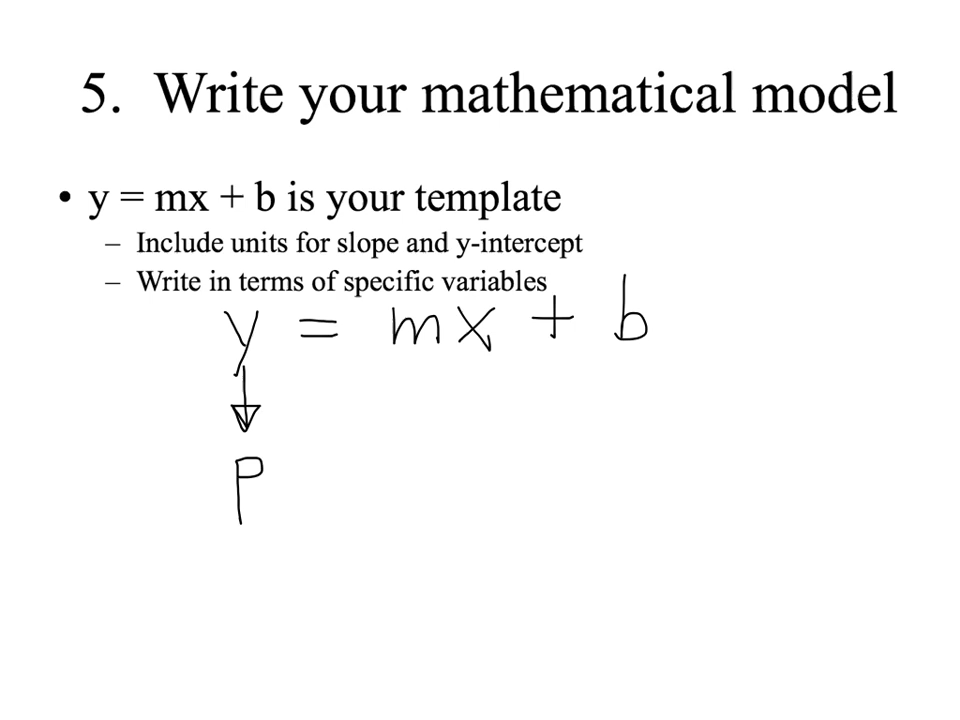 5. Write your mathematical model
• y = mx + b is your template
– Include units for slope and y-intercept
– Write in terms of specific variables
y = mx + b
P